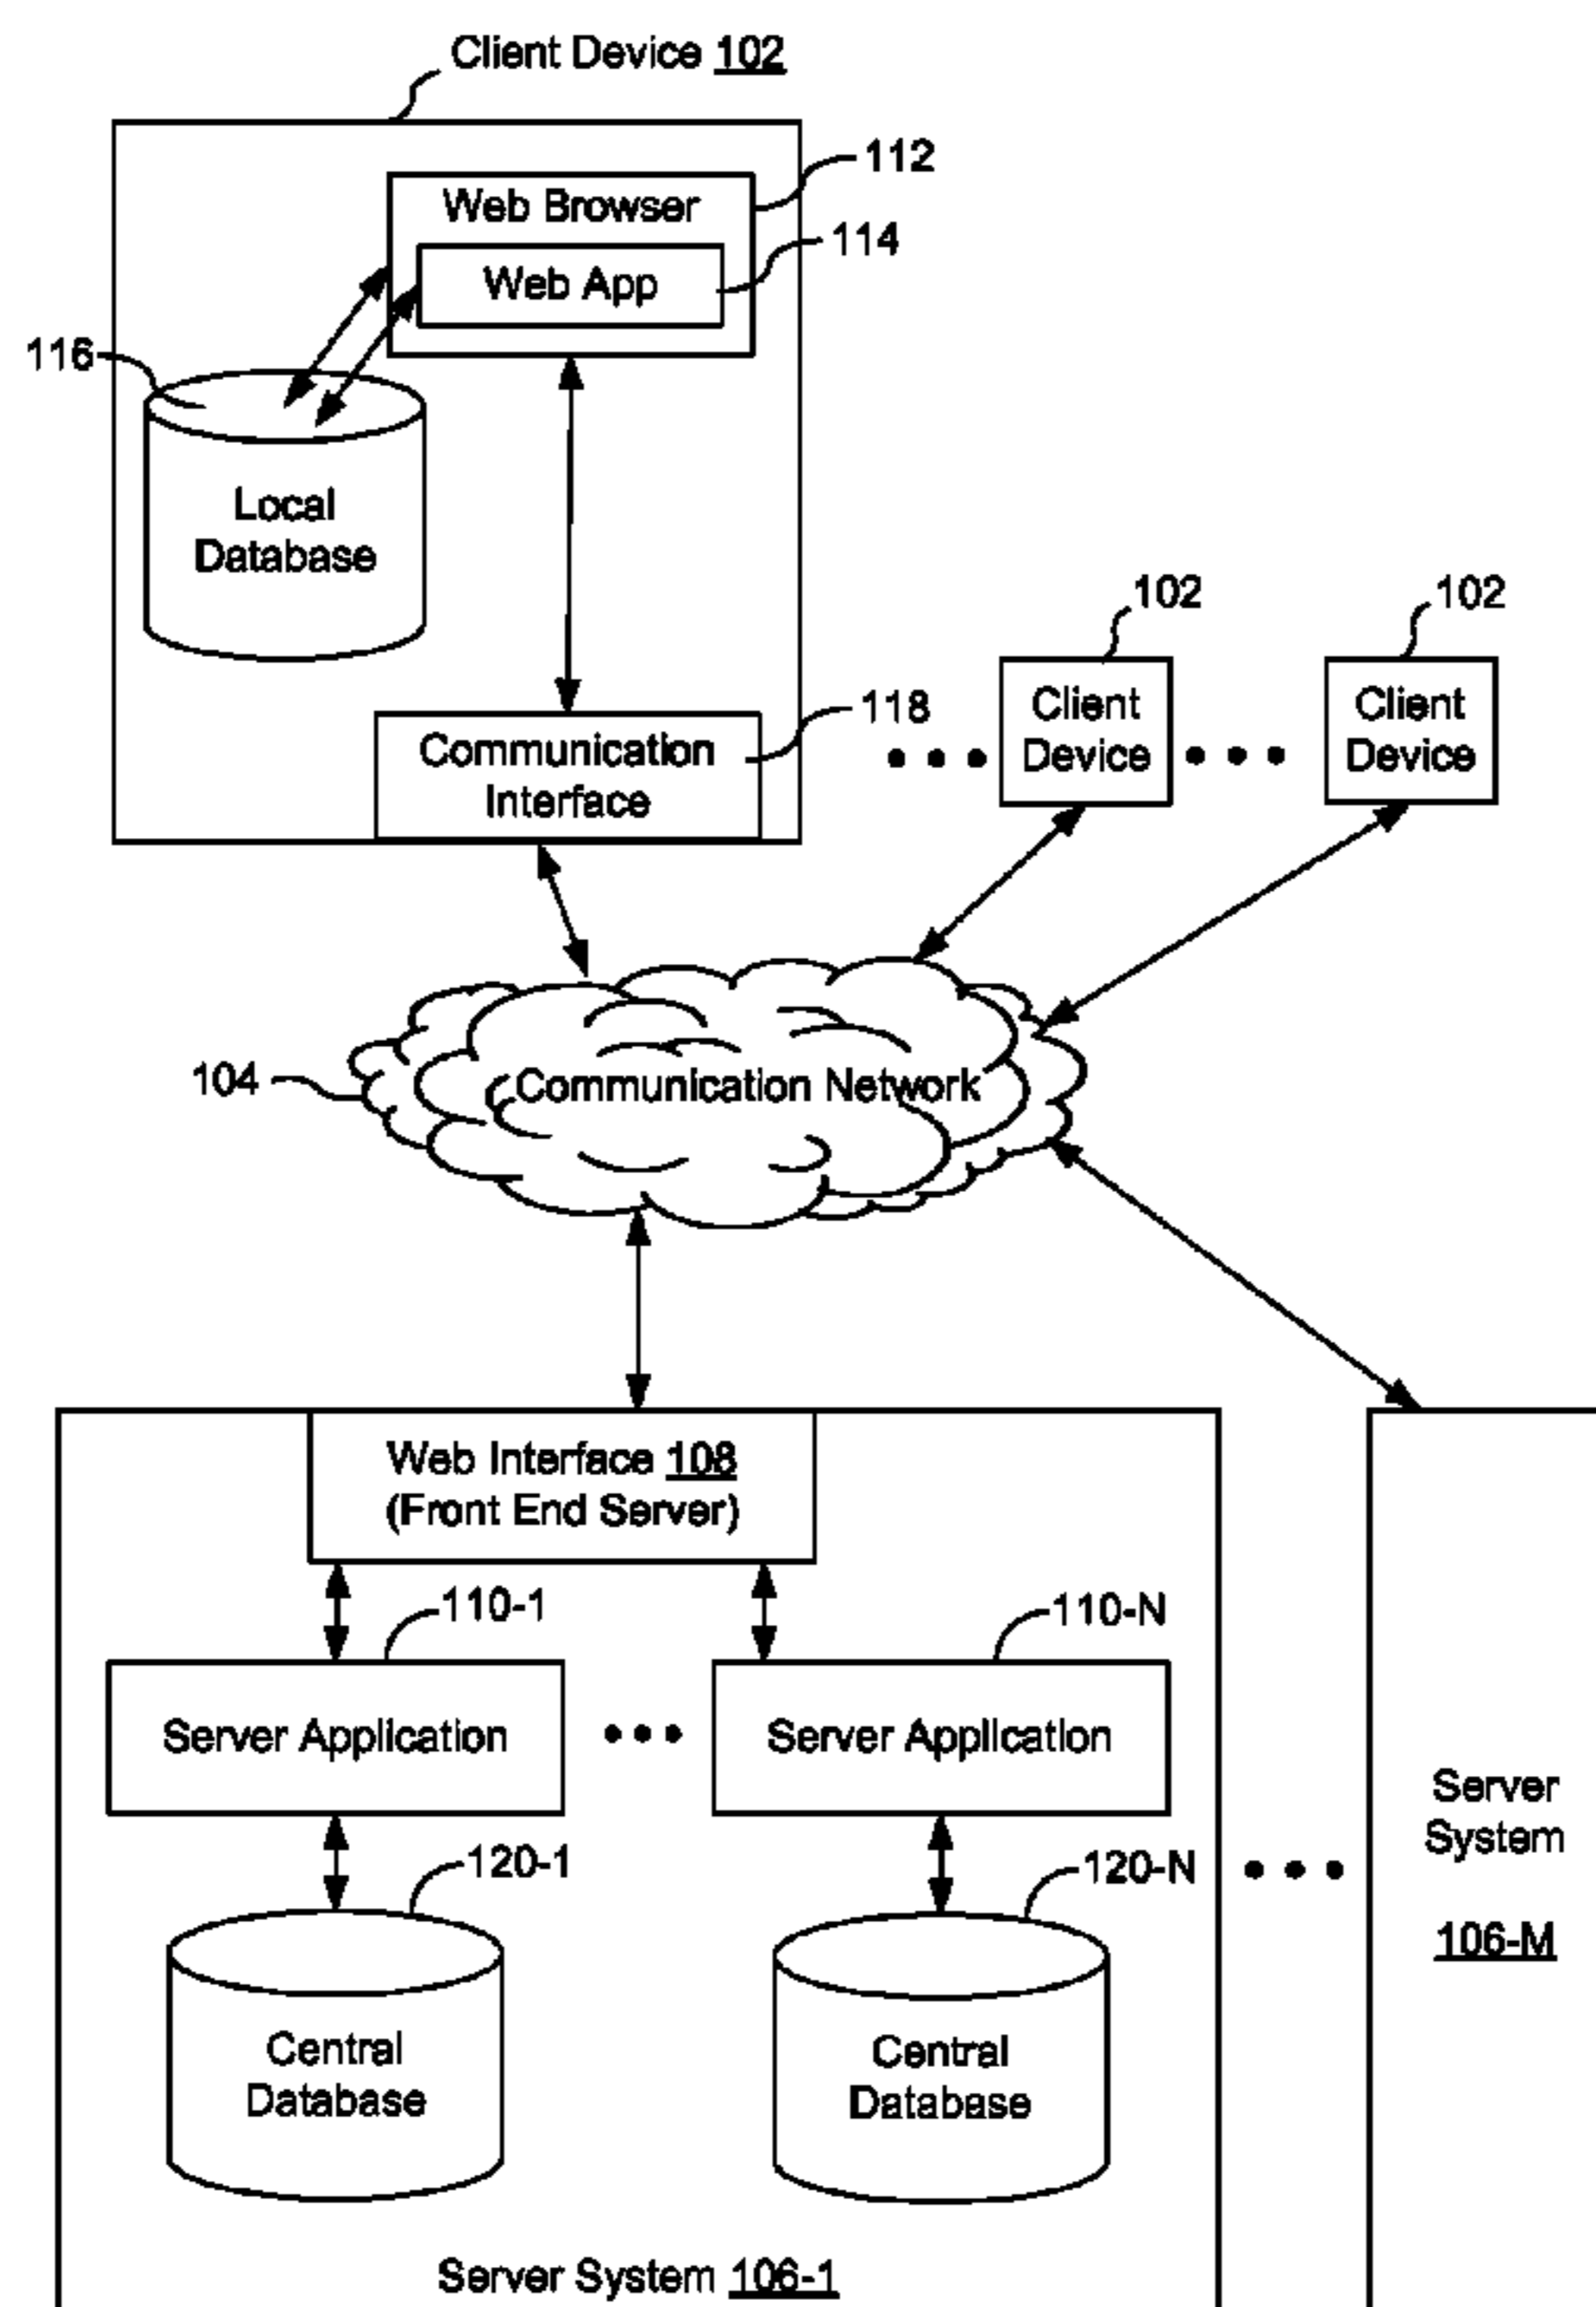 Client Device 102
112
Web Browser
114
Web App
116
Local
Database
102
102
Client
Device
Client
Device
118
Communication
Interface
104
Communication Network
Web Interface 108
(Front End Server)
110-1
110-N
Server Application
Server Application
Server
System
106-M
120-1
120-N
Central
Database
Central
Database
Server System 106-1